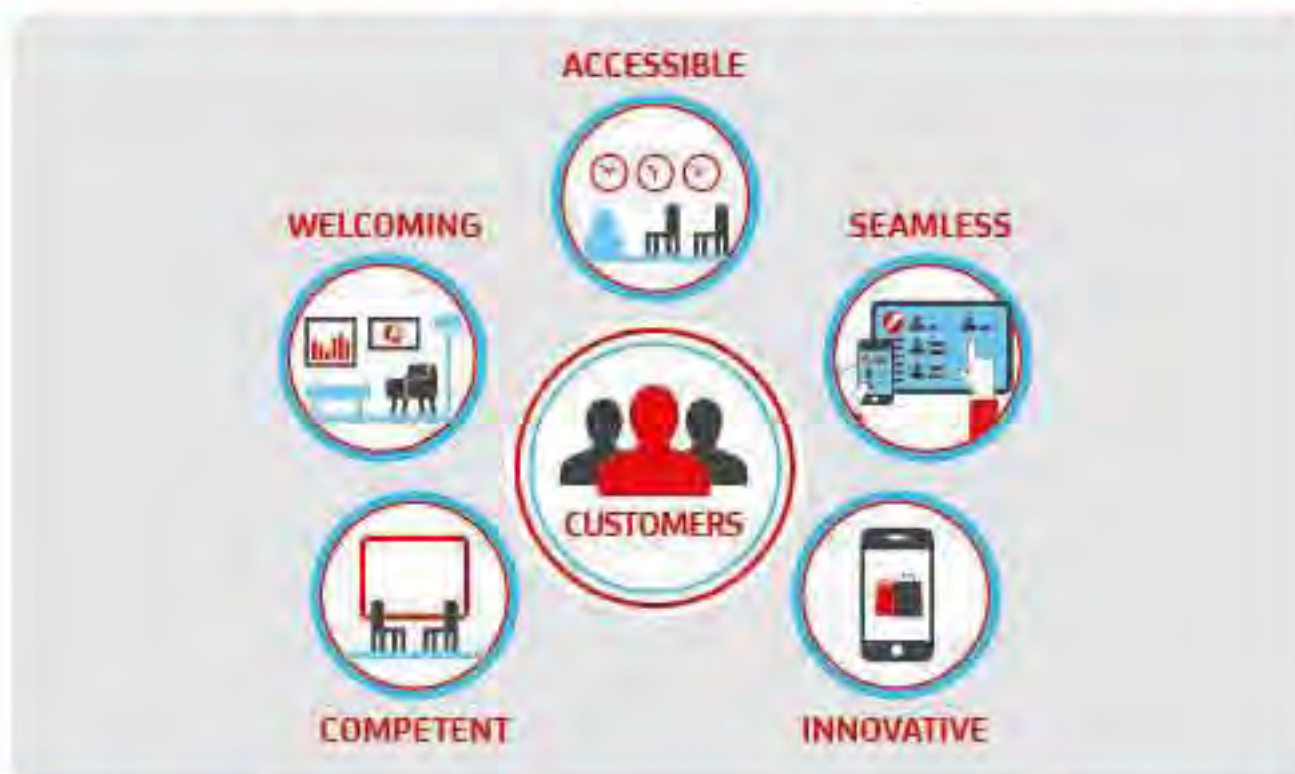 ACCESSIBLE
WELCOMING
SEAMLESS
CUSTOMERS
COMPETENT
INNOVATIVE